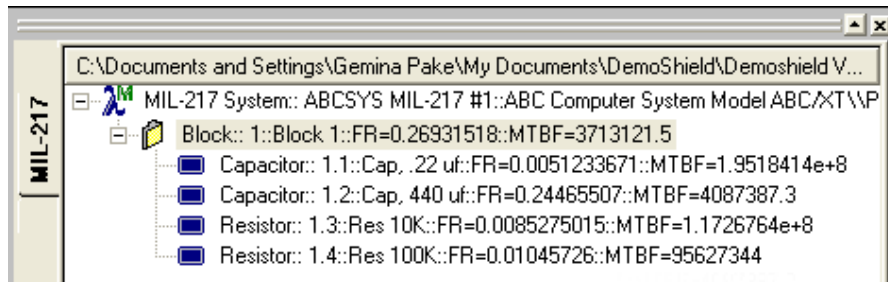 C:\Documents and Settings\Gemina Pake\My Documents\DemoShield\Demoshield V...
MIL-217
MIL-217 System:: ABCSYS MIL-217 #1::ABC Computer System Model ABC/XT\\P
Block:: 1::Block 1::FR=0.26931518::MTBF=3713121.5
Capacitor:: 1.1::Cap, .22 uf::FR=0.0051233671::MTBF=1.9518414e+8
Capacitor:: 1.2::Cap, 440 uf::FR=0.24465507::MTBF=4087387.3
Resistor:: 1.3::Res 10K::FR=0.0085275015::MTBF=1.1726764e+8
Resistor:: 1.4::Res 100K::FR=0.01045726::MTBF=95627344